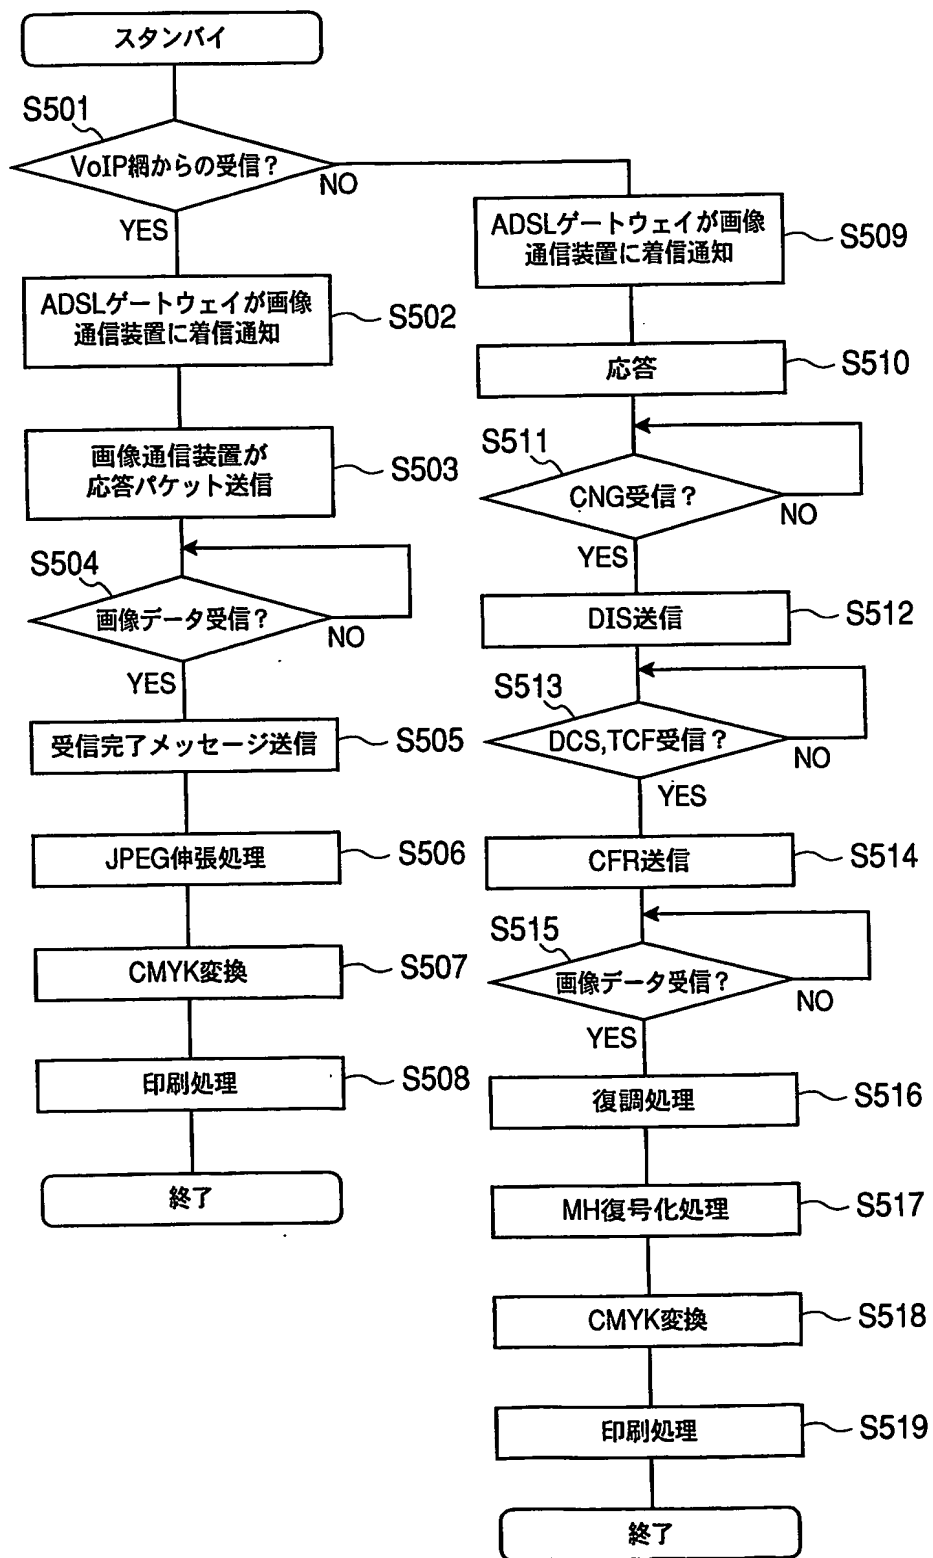 スタンバイ
S501
VoIP網からの受信?
NO
YES
ADSLゲートウェイが画像
通信装置に着信通知
S502
画像通信装置が
応答パケット送信
S503
S504
画像データ受信?
NO
YES
受信完了メッセージ送信
S505
JPEG伸張処理
S506
CMYK変換
S507
印刷処理
S508
終了
ADSLゲートウェイが画像
通信装置に着信通知
S509
応答
S510
S511
CNG受信?
NO
YES
DIS送信
S512
S513
DCS,TCF受信?
NO
YES
CFR送信
S514
S515
画像データ受信?
NO
YES
復調処理
S516
MH復号化処理
S517
CMYK変換
S518
印刷処理
S519
終了